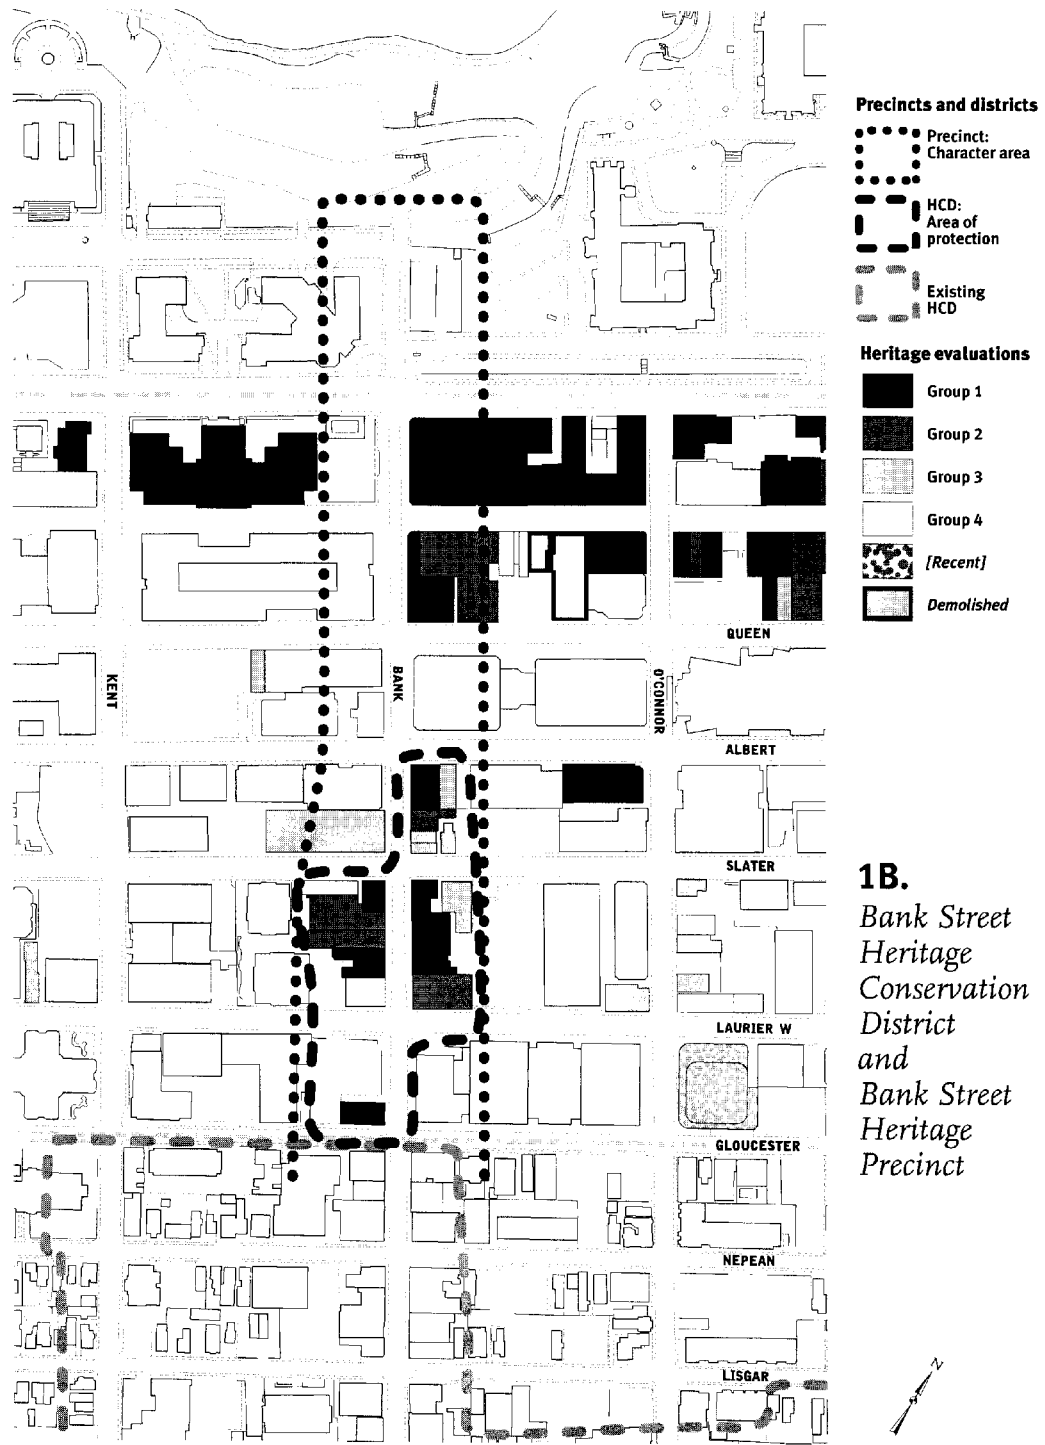 Precincts and districts
Precinct:
Character area
HCD:
Area of
protection
Existing
HCD
Heritage evaluations
Group 1
Group 2
Group 3
Group 4
[Recent]
Demolished
QUEEN
KENT
BANK
O'CONNOR
ALBERT
SLATER
1B.
Bank Street
Heritage
Conservation
District
and
Bank Street
Heritage
Precinct
LAURIER W
GLOUCESTER
NEPEAN
LISGAR
N